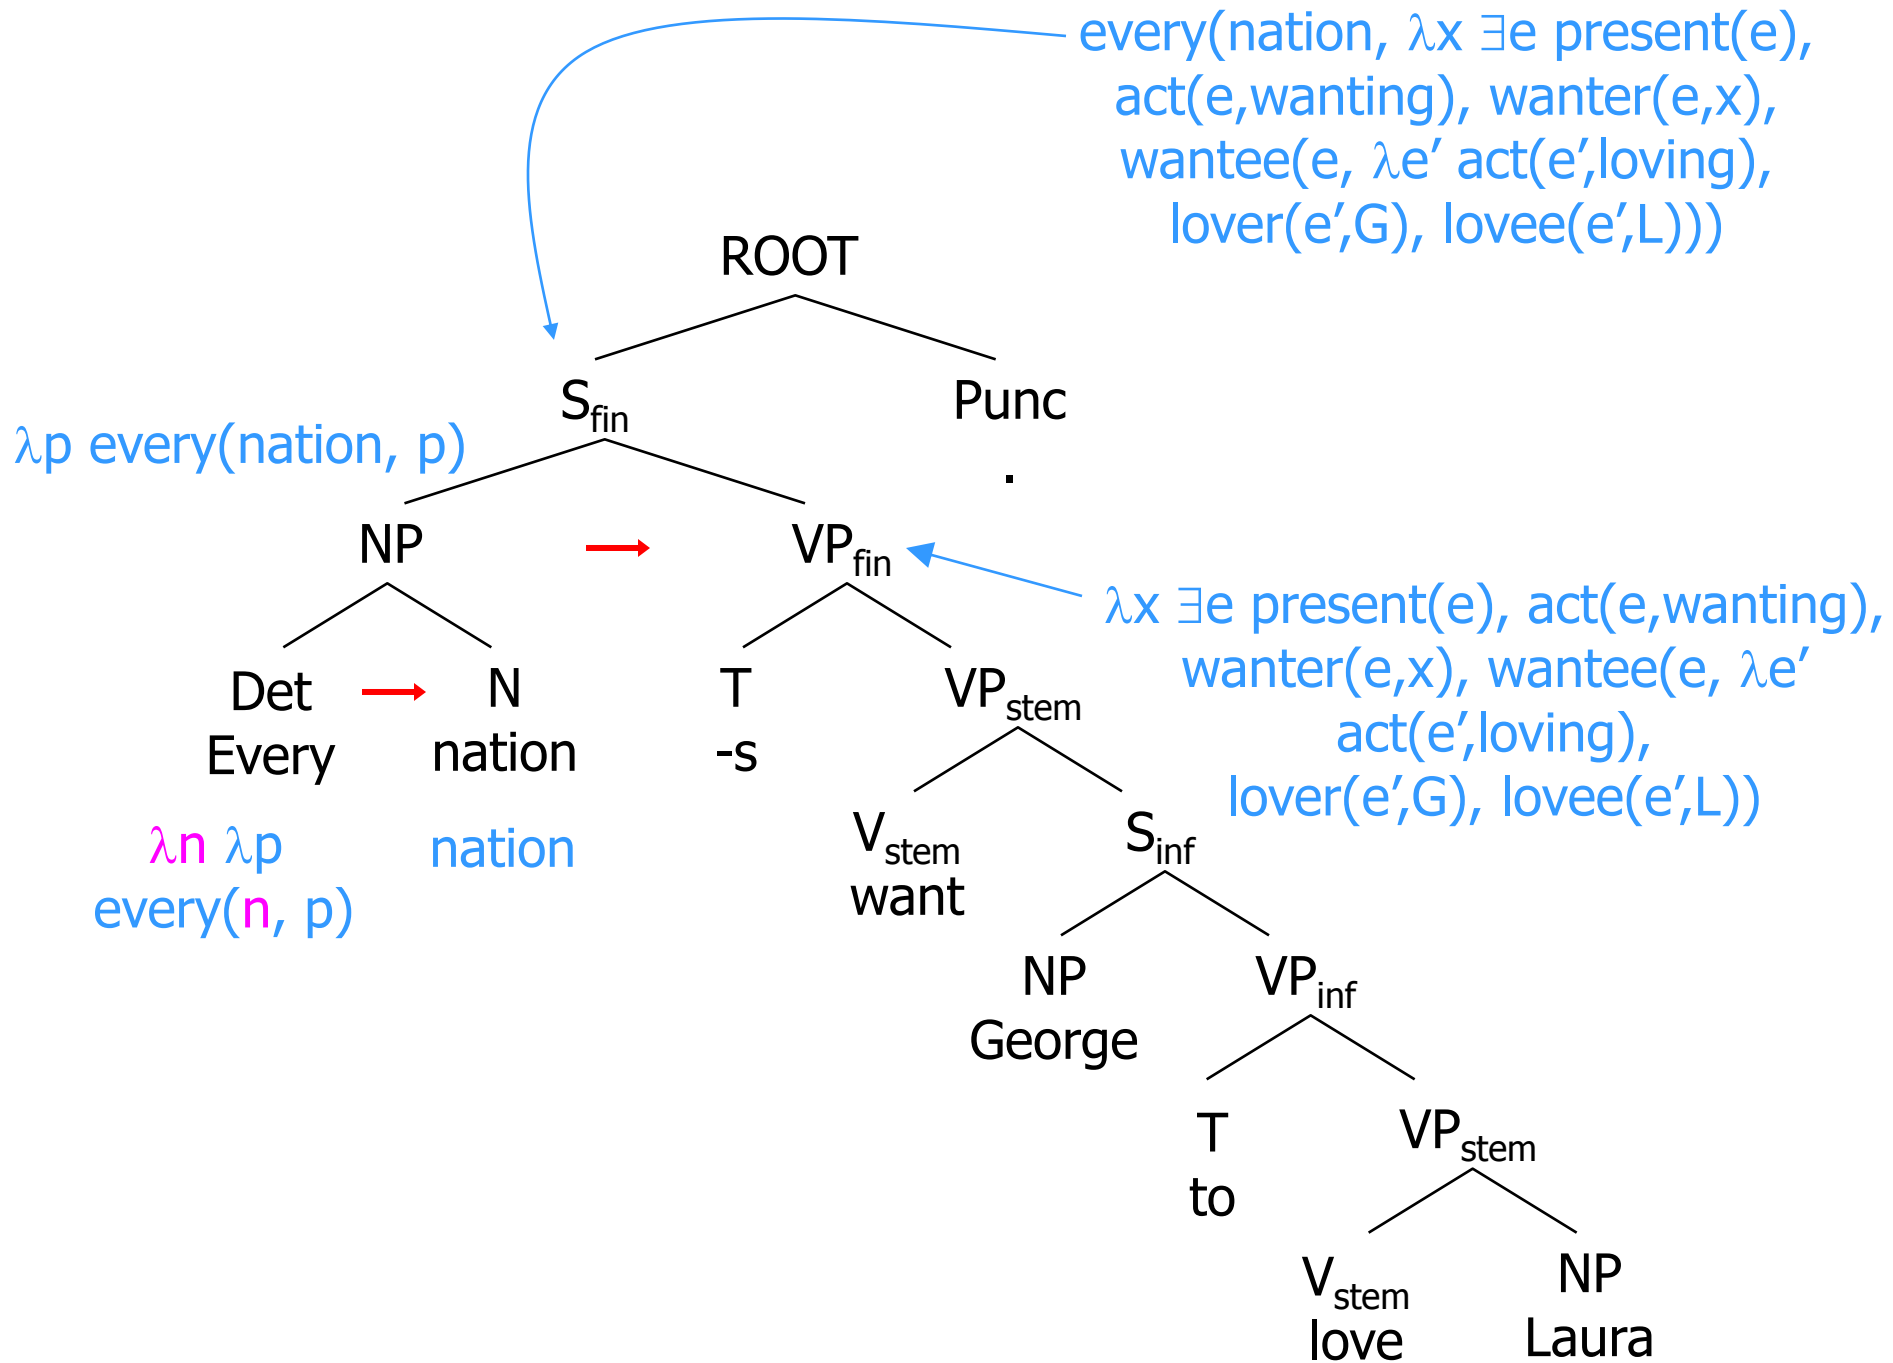 every(nation, λx ∃e present(e),
act(e,wanting), wanter(e,x),
wantee(e, λe’ act(e’,loving),
lover(e’,G), lovee(e’,L)))
ROOT
Sfin
Punc
λp every(nation, p)
.
NP
VPfin
λx ∃e present(e), act(e,wanting),
wanter(e,x), wantee(e, λe’
act(e’,loving),
lover(e’,G), lovee(e’,L))
Det
N
T
VPstem
Every
nation
-s
λn λp
every(n, p)
nation
Vstem
want
Sinf
NP
George
VPinf
T
to
VPstem
Vstem
love
NP
Laura